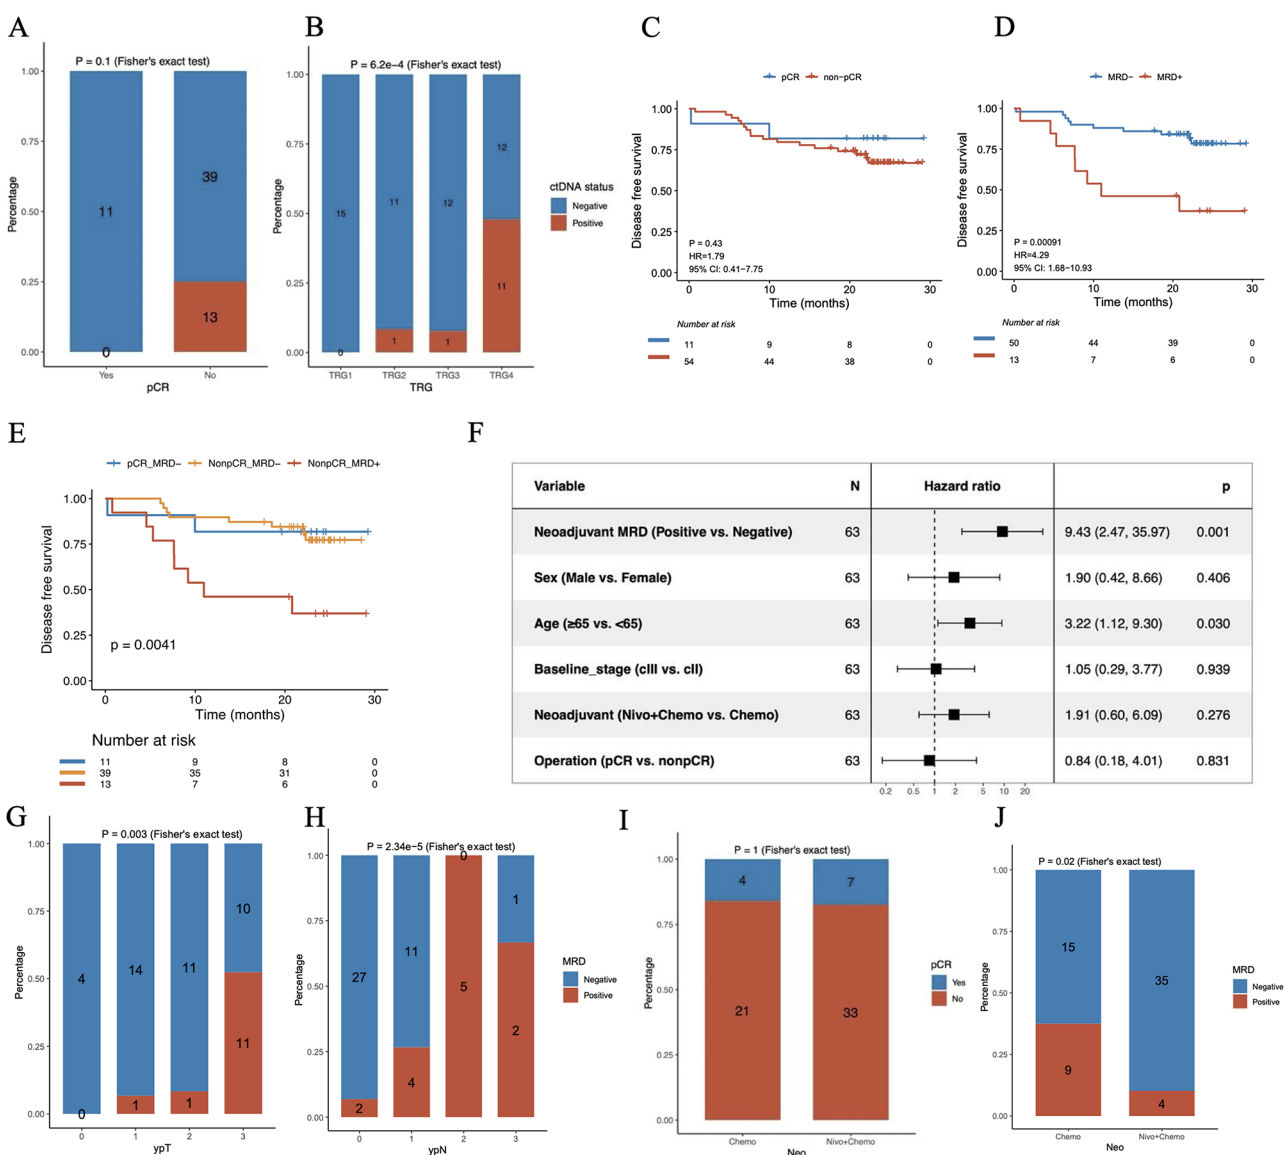 A
P = 0.1 (Fisher's exact test)
1.00
0.75
0.50
0.25
0.00
Percentage
11
0
39
13
Yes
No
pCR
B
P = 6.2e−4 (Fisher's exact test)
1.00
0.75
0.50
0.25
0.00
Percentage
15
0
11
1
12
1
12
11
TRG1
TRG2
TRG3
TRG4
TRG
ctDNA status
Negative
Positive
C
pCR
non−pCR
1.00
0.75
0.50
0.25
0.00
Disease free survival
P = 0.43
HR=1.79
95% CI: 0.41−7.75
0
10
20
30
Time (months)
Number at risk
11 9 8 0
54 44 38 0
D
MRD−
MRD+
1.00
0.75
0.50
0.25
0.00
Disease free survival
P = 0.00091
HR=4.29
95% CI: 1.68−10.93
0
10
20
30
Time (months)
Number at risk
50 44 39 0
13 7 6 0
E
pCR_MRD−
NonpCR_MRD−
NonpCR_MRD+
1.00
0.75
0.50
0.25
0.00
Disease free survival
p = 0.0041
0
10
20
30
Time (months)
Number at risk
11 9 8 0
39 35 31 0
13 7 6 0
F
Variable N Hazard ratio p
Neoadjuvant MRD (Positive vs. Negative) 63 9.43 (2.47, 35.97) 0.001
Sex (Male vs. Female) 63 1.90 (0.42, 8.66) 0.406
Age (≥65 vs. <65) 63 3.22 (1.12, 9.30) 0.030
Baseline_stage (cIII vs. cII) 63 1.05 (0.29, 3.77) 0.939
Neoadjuvant (Nivo+Chemo vs. Chemo) 63 1.91 (0.60, 6.09) 0.276
Operation (pCR vs. nonpCR) 63 0.84 (0.18, 4.01) 0.831
0.2 0.5 1 2 5 10 20
G
P = 0.003 (Fisher's exact test)
1.00
0.75
0.50
0.25
0.00
Percentage
4
0
14
1
11
1
10
11
0
1
2
3
ypT
H
P = 2.34e−5 (Fisher's exact test)
1.00
0.75
0.50
0.25
0.00
Percentage
27
2
11
4
0
5
1
2
0
1
2
3
ypN
MRD
Negative
Positive
I
P = 1 (Fisher's exact test)
1.00
0.75
0.50
0.25
0.00
Percentage
4
21
7
33
Chemo
Nivo+Chemo
Neo
pCR
Yes
No
J
P = 0.02 (Fisher's exact test)
1.00
0.75
0.50
0.25
0.00
Percentage
15
9
35
4
Chemo
Nivo+Chemo
Neo
MRD
Negative
Positive